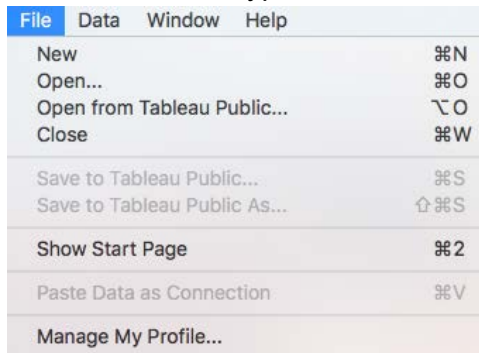 File Data Window Help
New ⌘N
Open... ⌘O
Open from Tableau Public... ⌥O
Close ⌘W
Save to Tableau Public... ⌘S
Save to Tableau Public As... ⇧⌘S
Show Start Page ⌘2
Paste Data as Connection ⌘V
Manage My Profile...